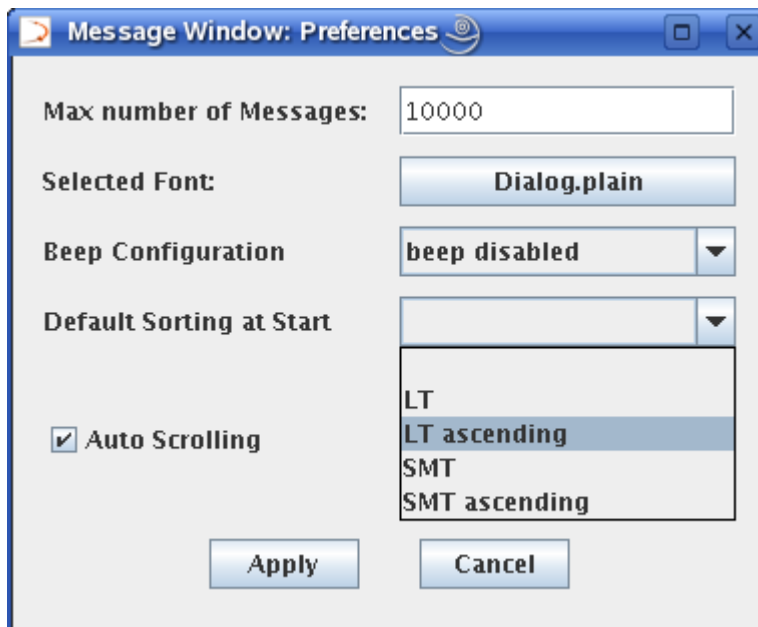 Message Window: Preferences
Max number of Messages: 10000
Selected Font: Dialog.plain
Beep Configuration beep disabled
Default Sorting at Start
LT
LT ascending
SMT
SMT ascending
Auto Scrolling
Apply Cancel